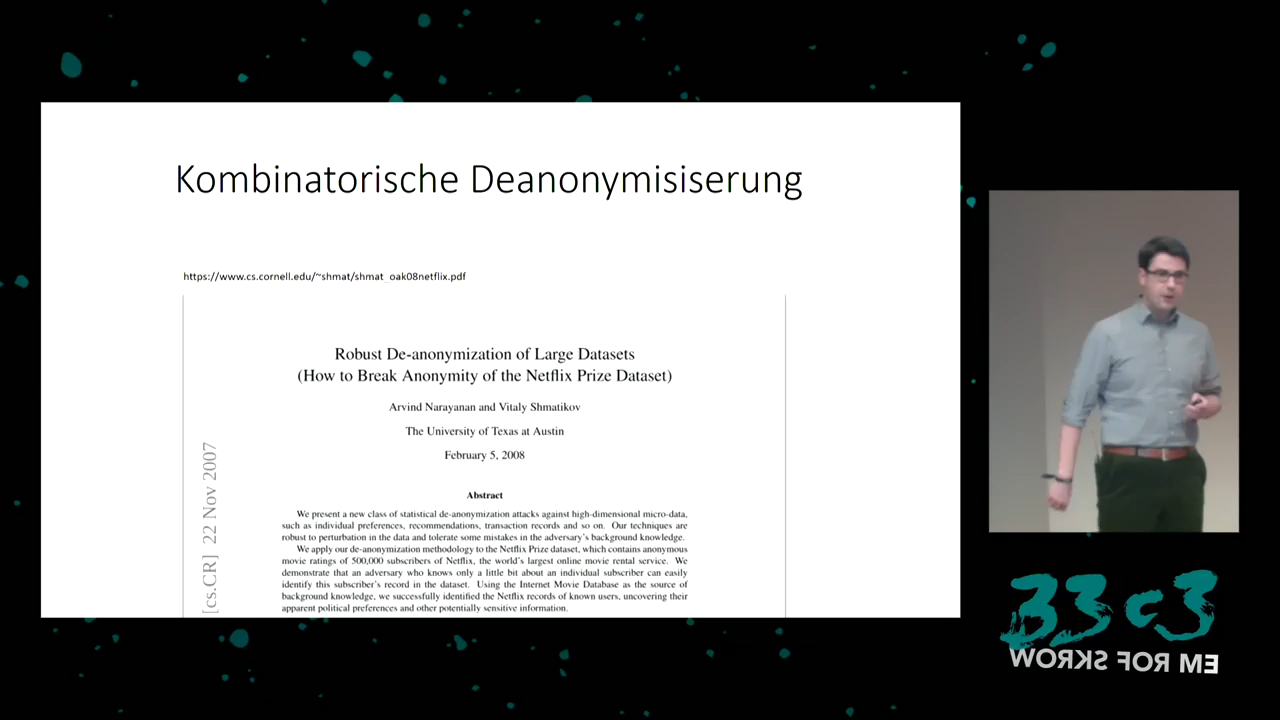 Kombinatorische Deanonymisiserung
https://www.cs.cornell.edu/~shmat/shmat_oak08netflix.pdf
Robust De-anonymization of Large Datasets
(How to Break Anonymity of the Netflix Prize Dataset)
Arvind Narayanan and Vitaly Shmatikov
The University of Texas at Austin
February 5, 2008
[cs.CR] 22 Nov 2007
Abstract
We present a new class of statistical de-anonymization attacks against high-dimensional micro-data,
such as individual preferences, recommendations, transaction records and so on. Our techniques are
robust to perturbation in the data and tolerate some mistakes in the adversary's background knowledge.
We apply our de-anonymization methodology to the Netflix Prize dataset, which contains anonymous
movie ratings of 500,000 subscribers of Netflix, the world's largest online movie rental service. We
demonstrate that an adversary who knows only a little bit about an individual subscriber can easily
identify this subscriber's record in the dataset. Using the Internet Movie Database as the source of
background knowledge, we successfully identified the Netflix records of known users, uncovering their
apparent political preferences and other potentially sensitive information.
33c3
WORKS FOR ME